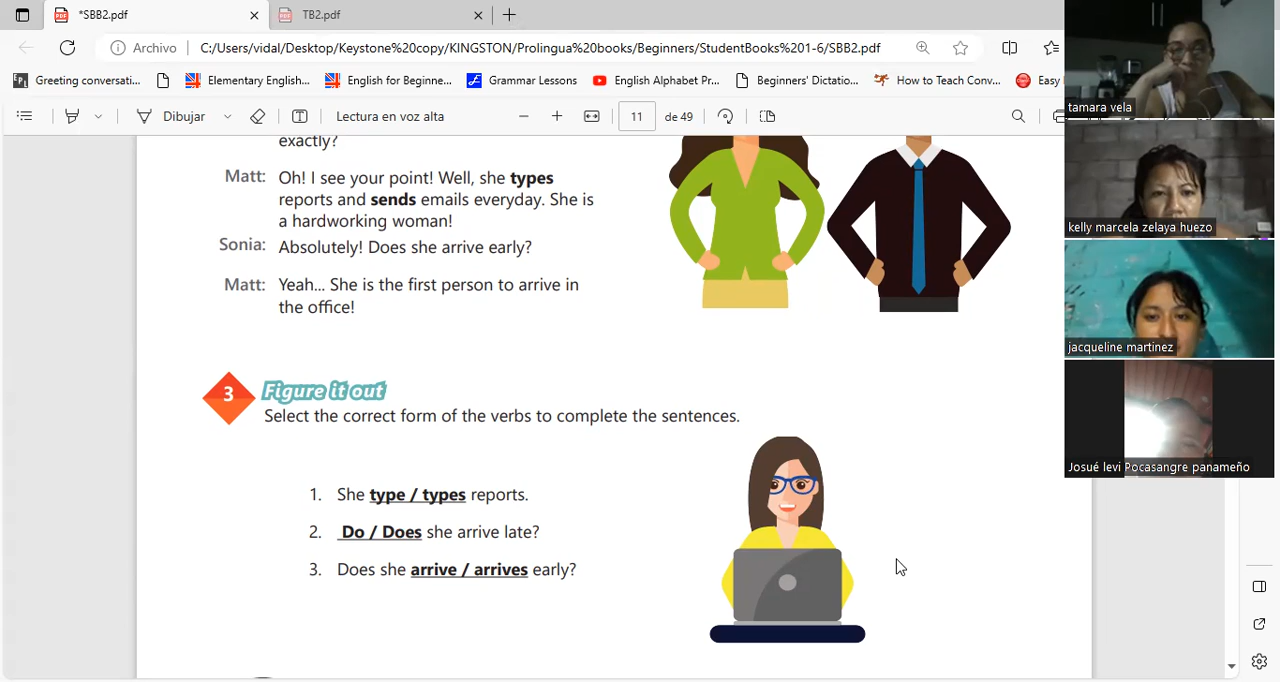 *SBB2.pdf
TB2.pdf
Archivo C:/Users/vidal/Desktop/Keystone%20copy/KINGSTON/Prolingua%20books/Beginners/StudentBooks%201-6/SBB2.pdf
Greeting conversati... Elementary English... English for Beginne... Grammar Lessons English Alphabet Pr... Beginners' Dictatio... How to Teach Conv... Easy
Dibujar Lectura en voz alta 11 de 49
exactly?
Matt: Oh! I see your point! Well, she types
reports and sends emails everyday. She is
a hardworking woman!
Sonia: Absolutely! Does she arrive early?
Matt: Yeah... She is the first person to arrive in
the office!
3 Figure it out
Select the correct form of the verbs to complete the sentences.
1. She type / types reports.
2. Do / Does she arrive late?
3. Does she arrive / arrives early?
tamara vela
kelly marcela zelaya huezo
jacqueline martinez
Josué levi Pocasangre panameño